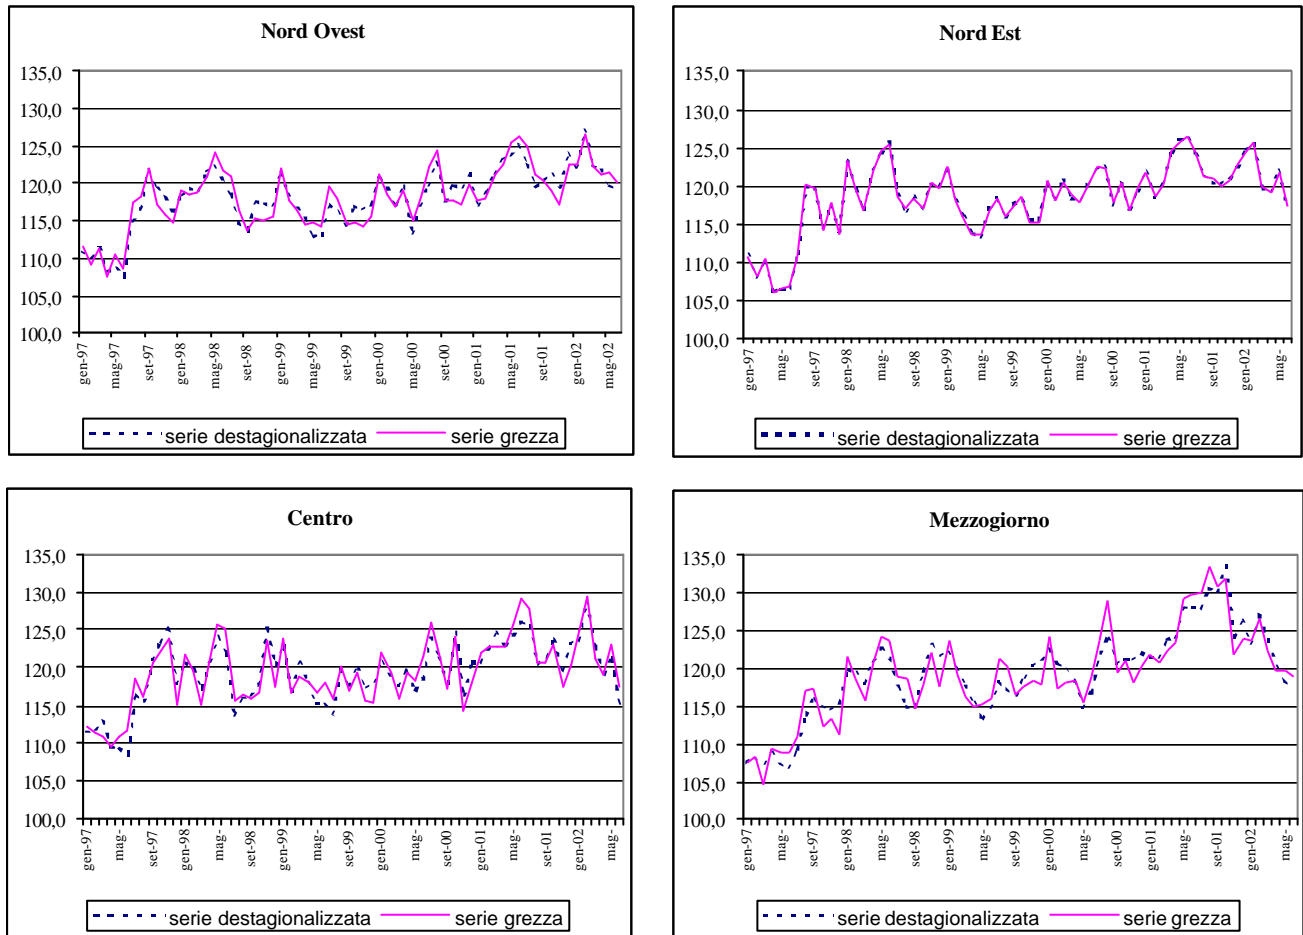 Nord Ovest
135,0
130,0
125,0
120,0
115,0
110,0
105,0
100,0
gen-97
mag-97
set-97
gen-98
mag-98
set-98
gen-99
mag-99
set-99
gen-00
mag-00
set-00
gen-01
mag-01
set-01
gen-02
mag-02
serie destagionalizzata serie grezza
Nord Est
135,0
130,0
125,0
120,0
115,0
110,0
105,0
100,0
gen-97
mag-
set-97
gen-98
mag-
set-98
gen-99
mag-
set-99
gen-00
mag-
set-00
gen-01
mag-
set-01
gen-02
mag-
serie destagionalizzata serie grezza
Centro
135,0
130,0
125,0
120,0
115,0
110,0
105,0
100,0
gen-97
mag-
set-97
gen-98
mag-
set-98
gen-99
mag-
set-99
gen-00
mag-
set-00
gen-01
mag-
set-01
gen-02
mag-
serie destagionalizzata serie grezza
Mezzogiorno
135,0
130,0
125,0
120,0
115,0
110,0
105,0
100,0
gen-97
mag-
set-97
gen-98
mag-
set-98
gen-99
mag-
set-99
gen-00
mag-
set-00
gen-01
mag-
set-01
gen-02
mag-
serie destagionalizzata serie grezza